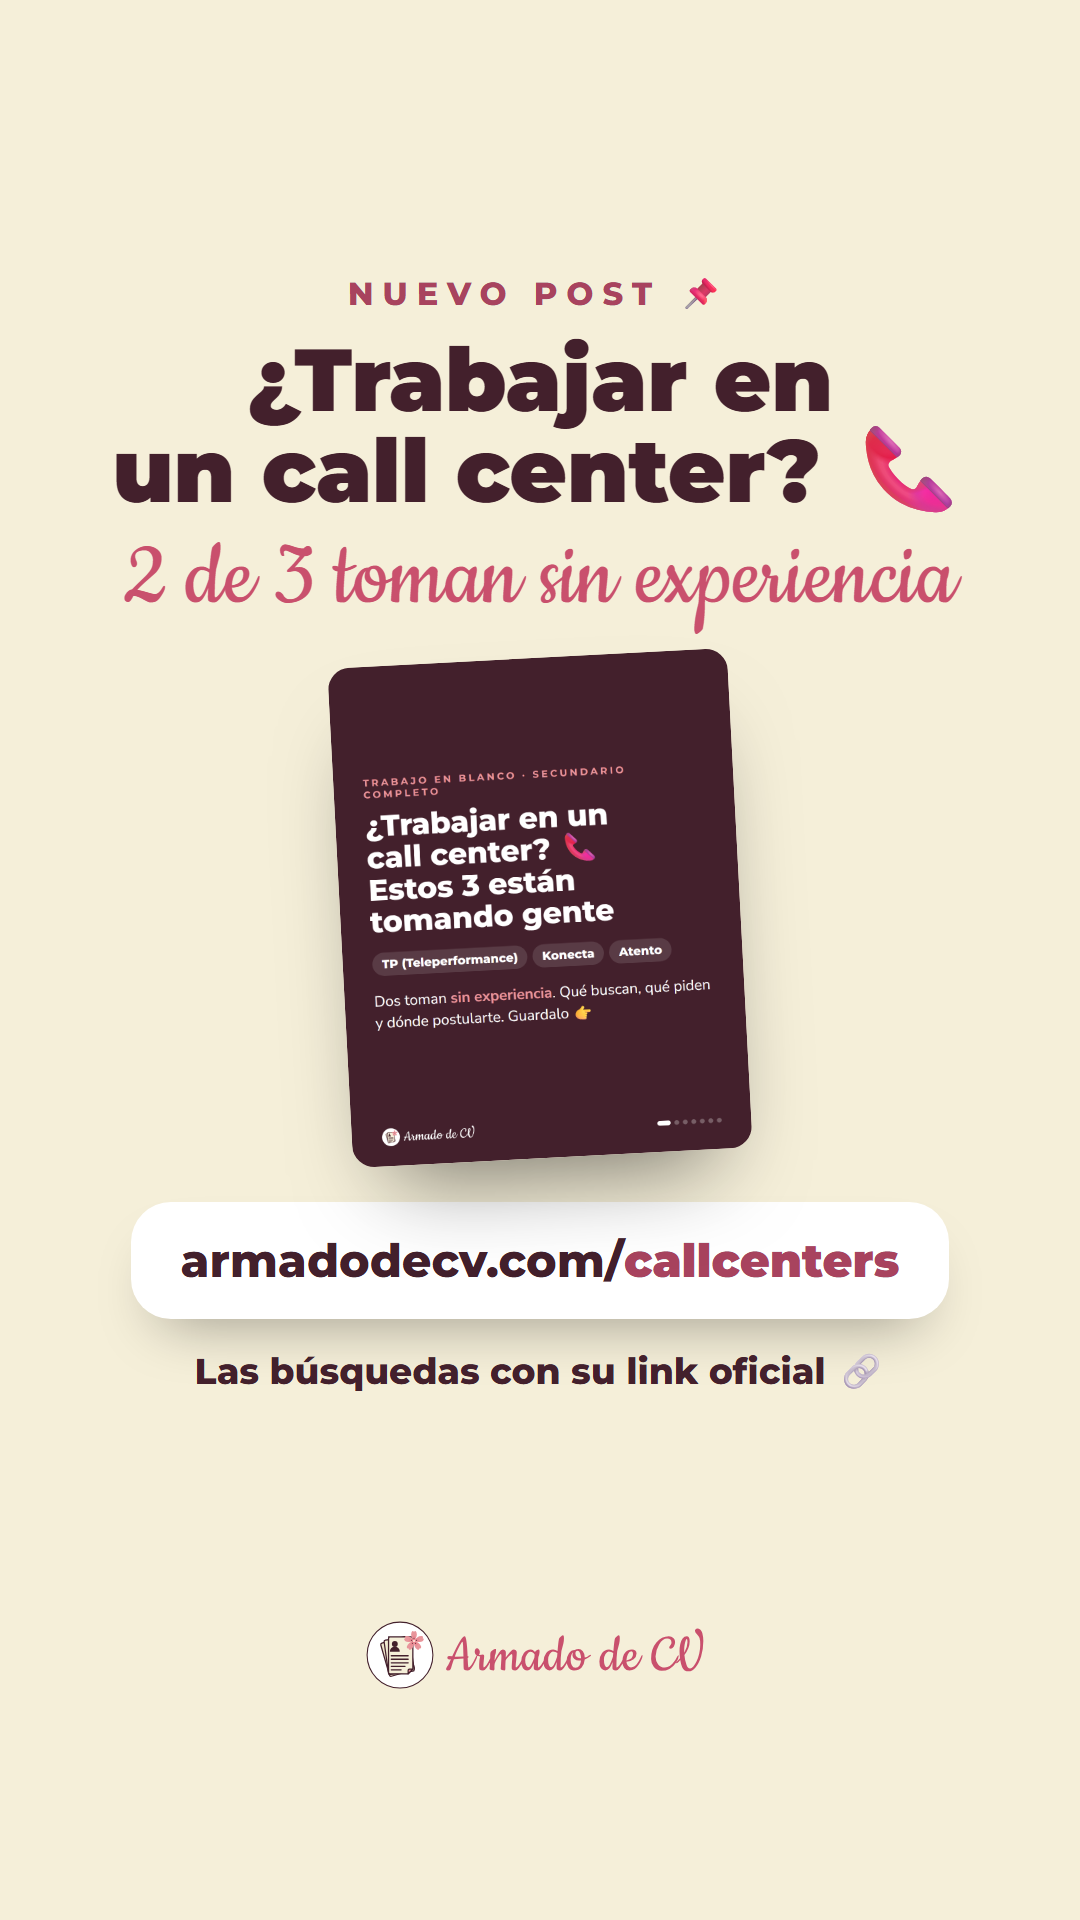 NUEVO POST 📌
¿Trabajar en
un call center? 📞
2 de 3 toman sin experiencia
TRABAJO EN BLANCO · SECUNDARIO
COMPLETO
¿Trabajar en un
call center? 📞
Estos 3 están
tomando gente
TP (Teleperformance) Konecta Atento
Dos toman sin experiencia. Qué buscan, qué piden
y dónde postularte. Guardalo 👉
Armado de CV
armadodecv.com/callcenters
Las búsquedas con su link oficial 🔗
Armado de CV